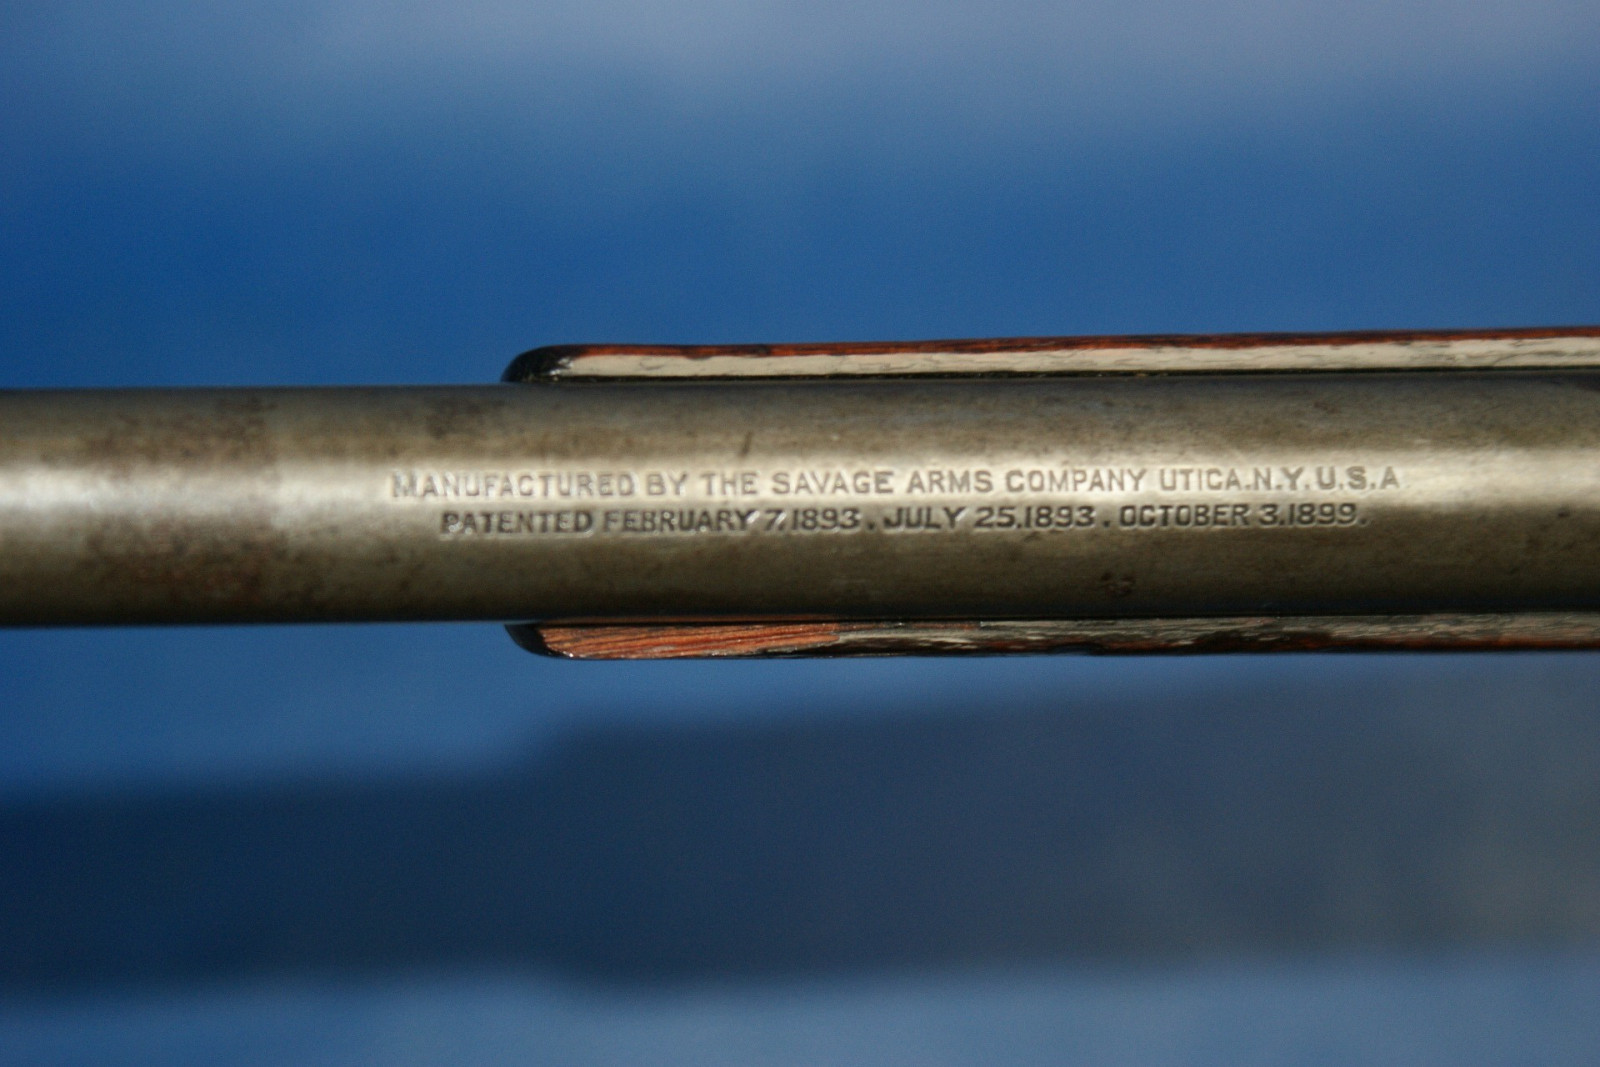 MANUFACTURED BY THE SAVAGE ARMS COMPANY UTICA.N.Y.U.S.A
PATENTED FEBRUARY 7,1893. JULY 25,1893. OCTOBER 3,1899.